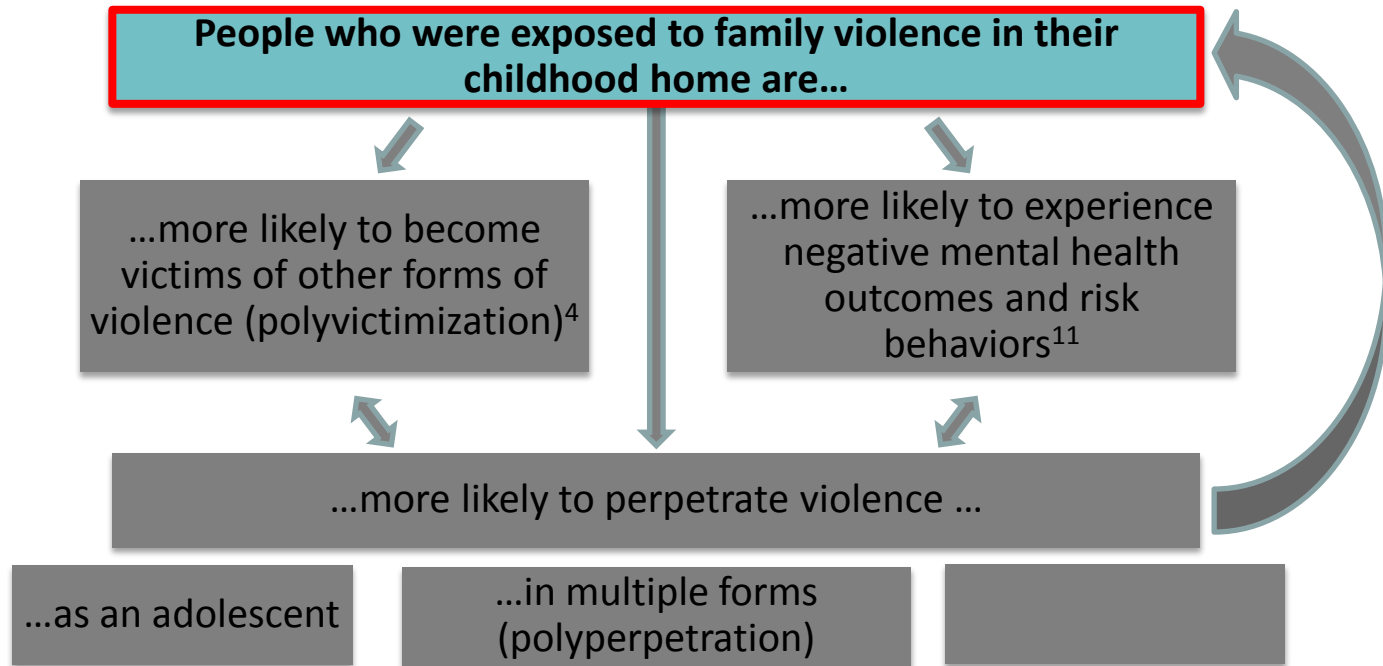 People who were exposed to family violence in their
childhood home are…
…more likely to become
victims of other forms of
violence (polyvictimization)4
…more likely to experience
negative mental health
outcomes and risk
behaviors11
…more likely to perpetrate violence …
…as an adolescent
…in multiple forms
(polyperpetration)